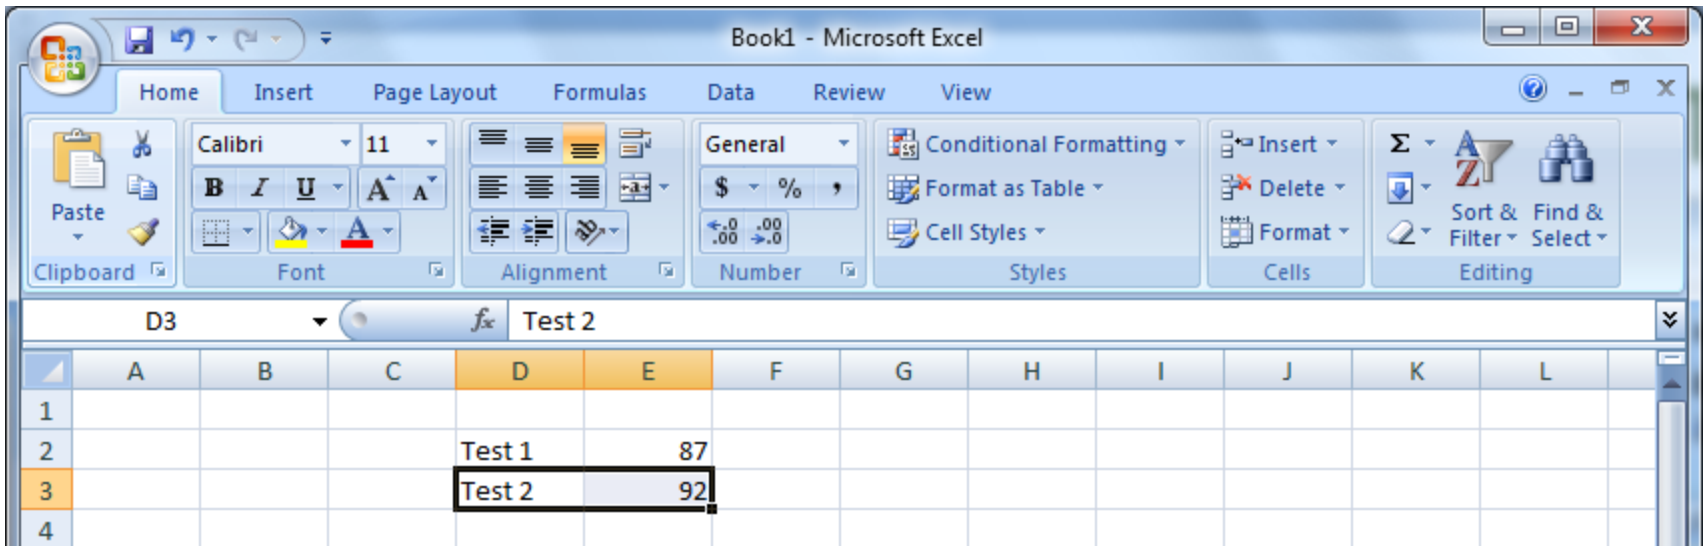 Book1 - Microsoft Excel
Home Insert Page Layout Formulas Data Review View
Calibri 11 General Conditional Formatting Insert Σ
B I U A A $ % , Format as Table Delete
Paste A .0 .00 .00 .0 Cell Styles Format Sort & Filter Find & Select
Clipboard Font Alignment Number Styles Cells Editing
D3 fx Test 2
A B C D E F G H I J K L
1
2 Test 1 87
3 Test 2 92
4